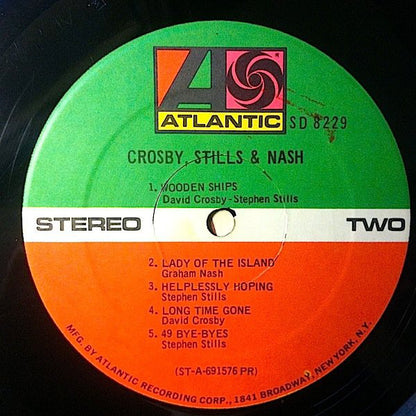 ATLANTIC
SD 8229
CROSBY, STILLS & NASH
1. WOODEN SHIPS
David Crosby-Stephen Stills
STEREO TWO
2. LADY OF THE ISLAND
Graham Nash
3. HELPLESSLY HOPING
Stephen Stills
4. LONG TIME GONE
David Crosby
5. 49 BYE-BYES
Stephen Stills
(ST-A-691576 PR)
MFG. BY ATLANTIC RECORDING CORP., 1841 BROADWAY, NEW YORK, N.Y.